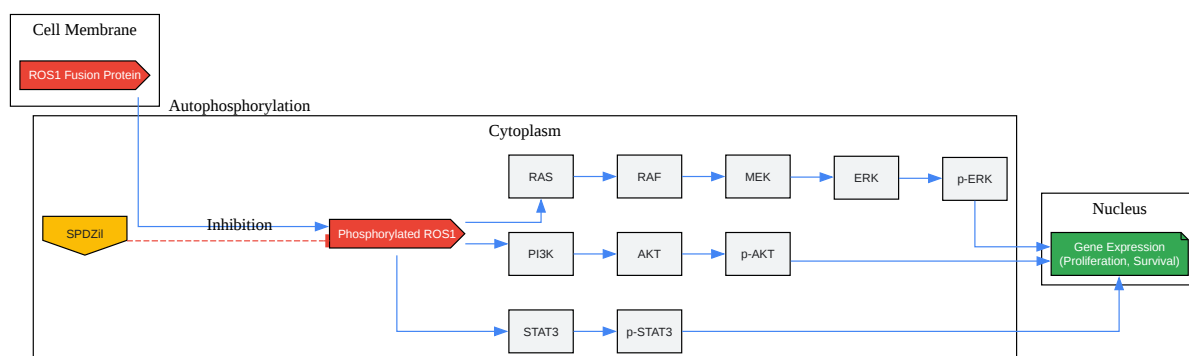 Cell Membrane
ROS1 Fusion Protein
Autophosphorylation
Cytoplasm
RAS
RAF
MEK
ERK
p-ERK
SPDZil
Inhibition
Phosphorylated ROS1
PI3K
AKT
p-AKT
Nucleus
Gene Expression
(Proliferation, Survival)
STAT3
p-STAT3